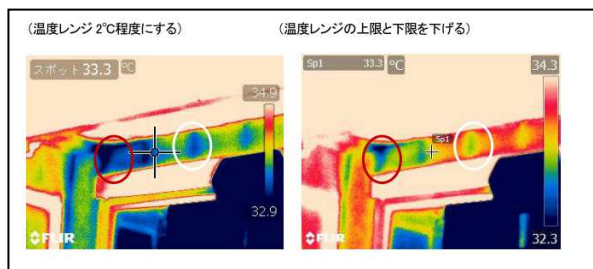 （温度レンジ 2℃程度にする）
（温度レンジの上限と下限を下げる）
スポット 33.3 ℃
34.9
32.9
FLIR
Sp1 33.3 ℃
34.3
Sp1
32.3
FLIR